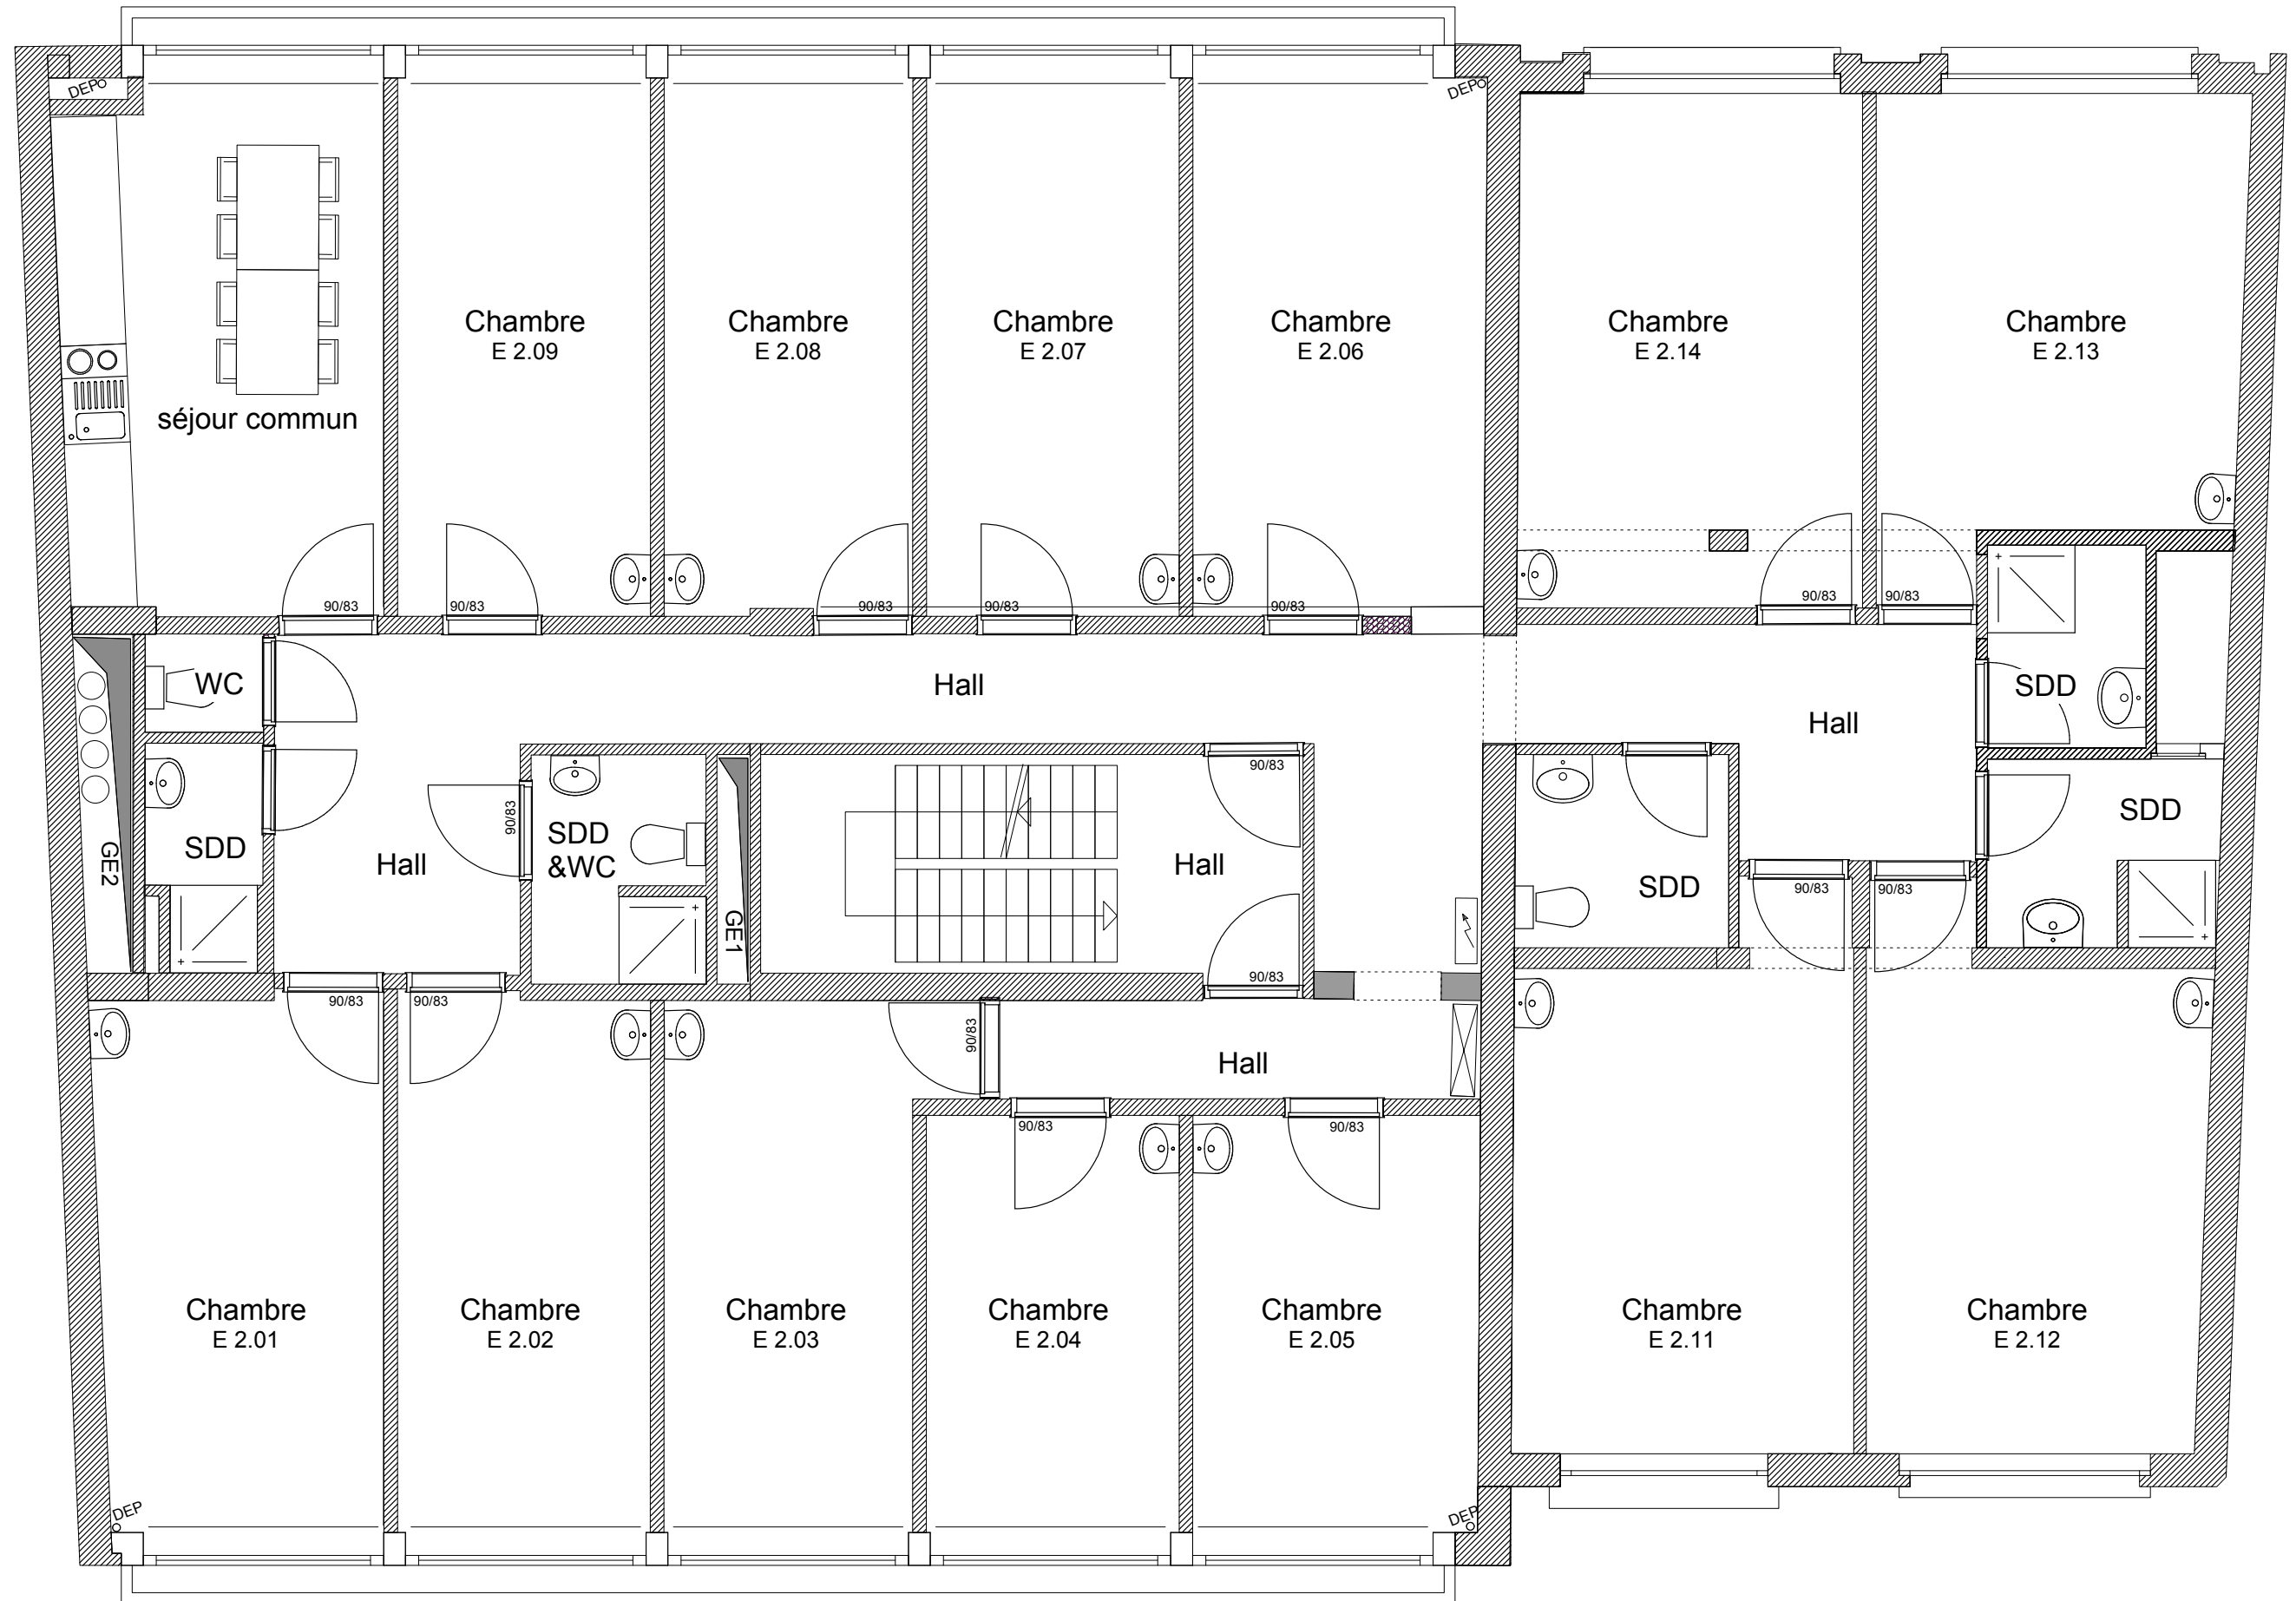 DEP
DEP
Chambre
E 2.09
Chambre
E 2.08
Chambre
E 2.07
Chambre
E 2.06
Chambre
E 2.14
Chambre
E 2.13
séjour commun
90/83
90/83
90/83
90/83
90/83
90/83
90/83
WC
Hall
SDD
Hall
90/83
SDD
90/83
SDD
&WC
SDD
GE2
Hall
Hall
SDD
90/83
90/83
GE1
90/83
90/83
90/83
90/83
Hall
90/83
90/83
Chambre
E 2.01
Chambre
E 2.02
Chambre
E 2.03
Chambre
E 2.04
Chambre
E 2.05
Chambre
E 2.11
Chambre
E 2.12
DEP
DEP